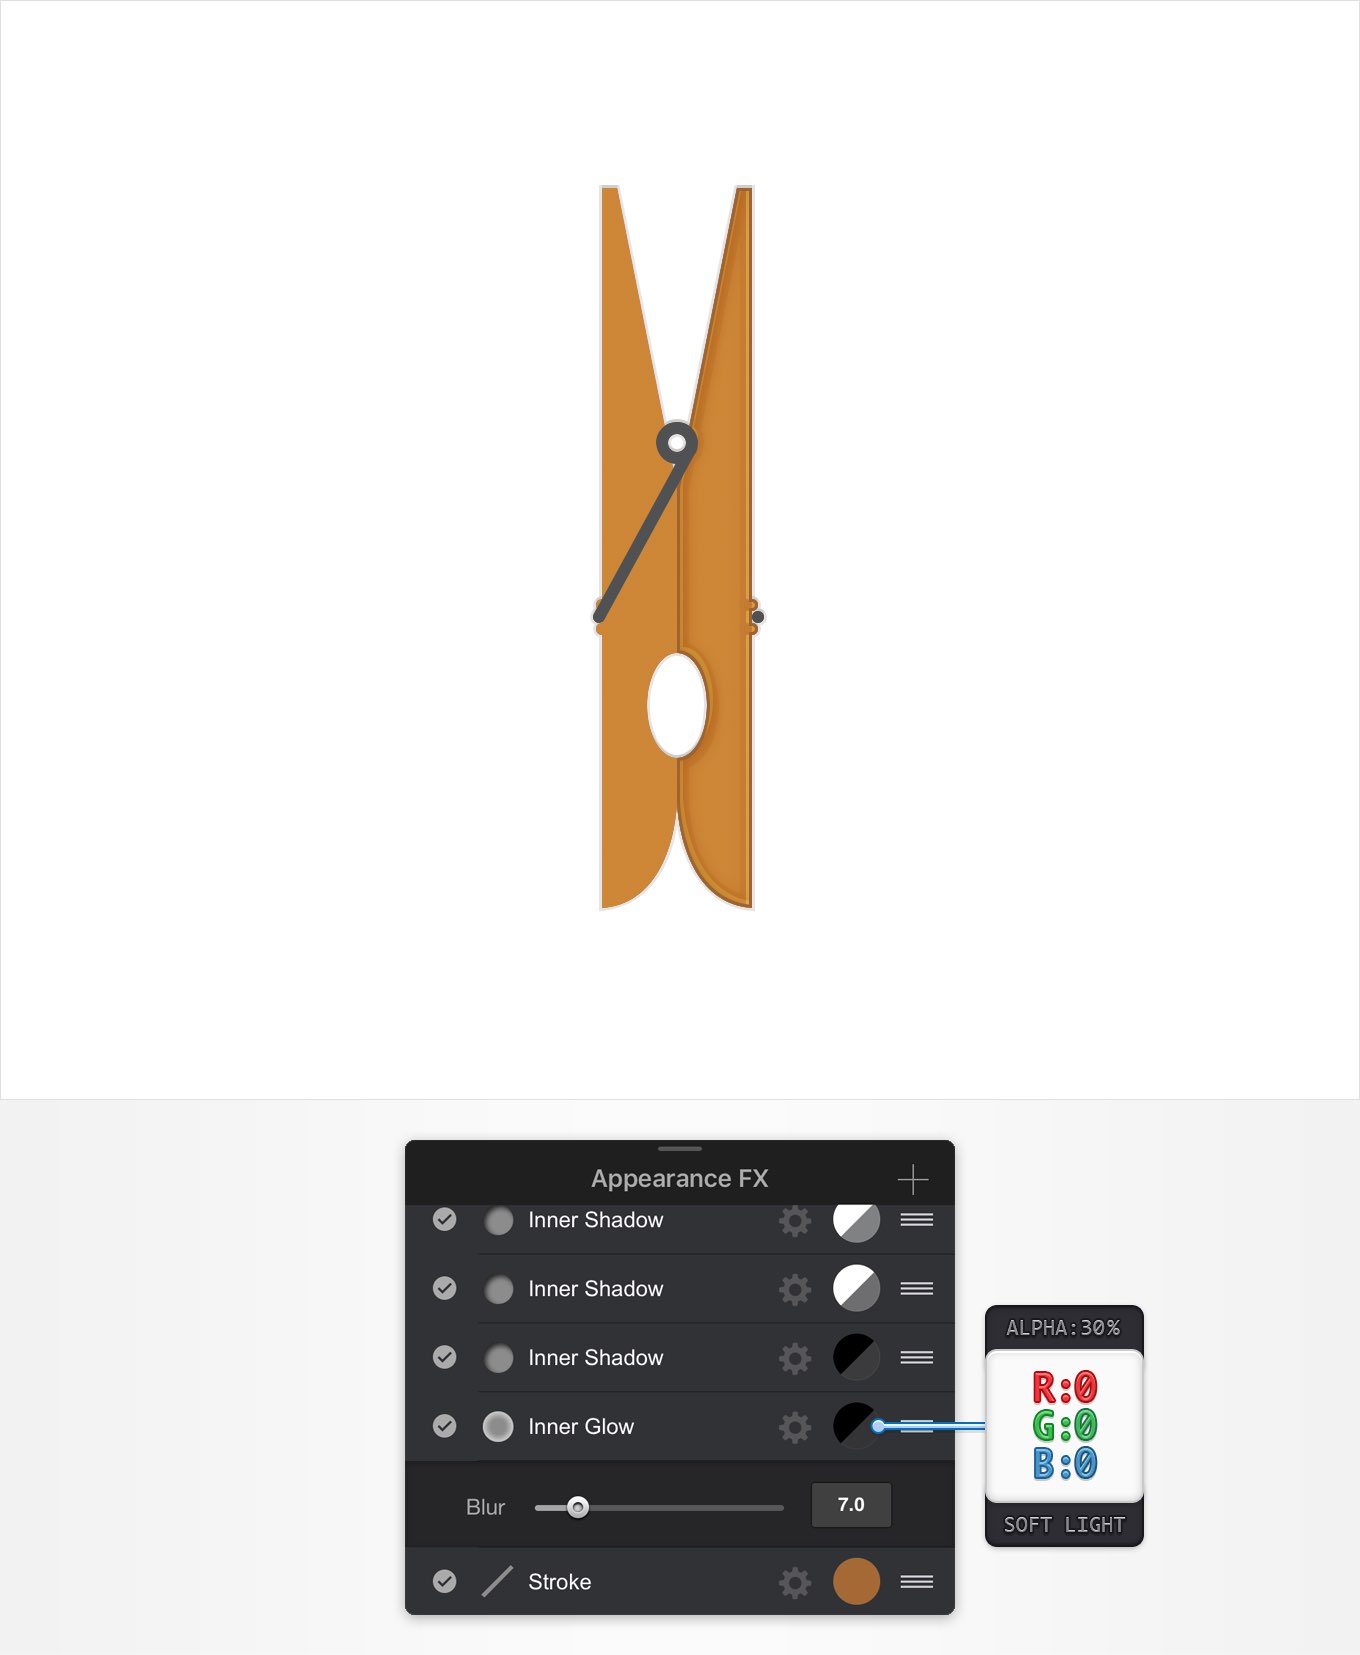 Appearance FX
Inner Shadow
Inner Shadow
Inner Shadow
Inner Glow
Blur 7.0
Stroke
ALPHA:30%
R:0
G:0
B:0
SOFT LIGHT